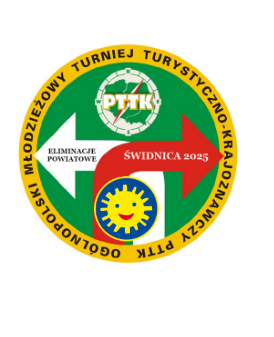 OGÓLNOPOLSKI MŁODZIEŻOWY TURNIEJ TURYSTYCZNO-KRAJOZNAWCZY PTTK
PTTK
ELIMINACJE
POWIATOWE
ŚWIDNICA 2025